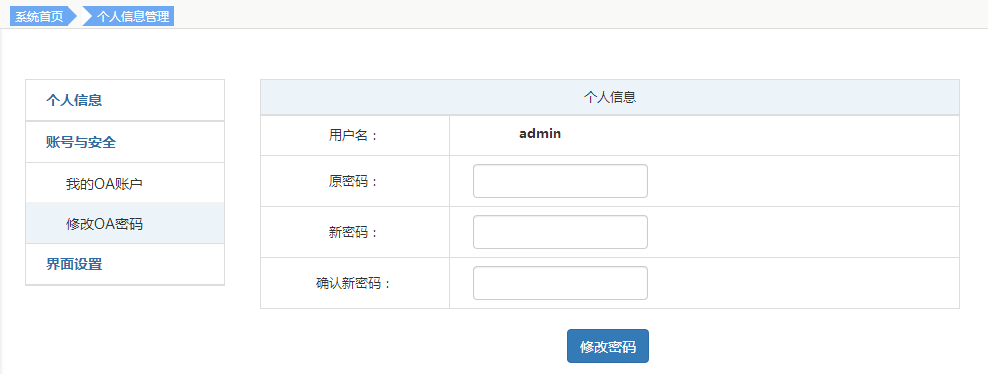 系统首页 个人信息管理
个人信息
账号与安全
我的OA账户
修改OA密码
界面设置
个人信息
用户名： admin
原密码：
新密码：
确认新密码：
修改密码